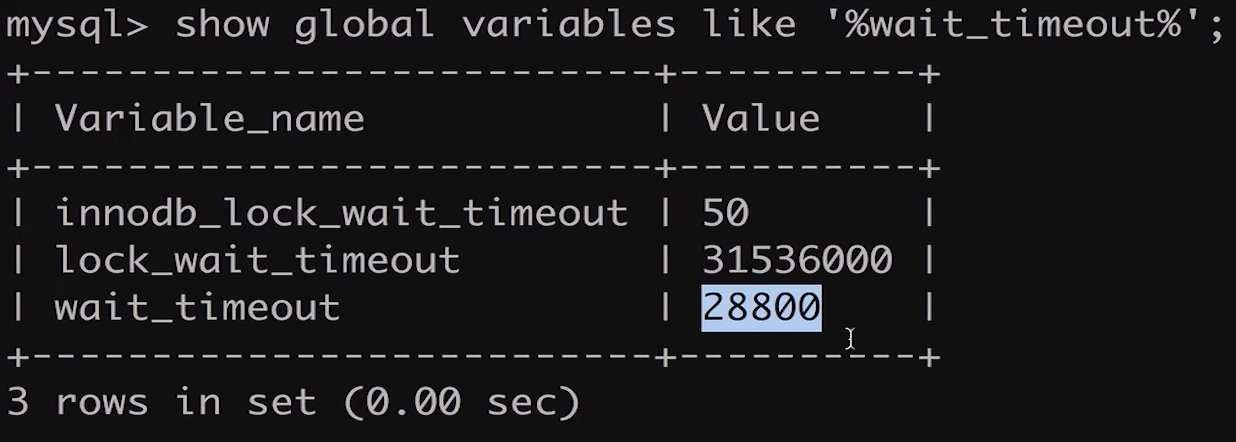 mysql> show global variables like '%wait_timeout%';
+--------------------------+----------+
| Variable_name            | Value    |
+--------------------------+----------+
| innodb_lock_wait_timeout | 50       |
| lock_wait_timeout        | 31536000 |
| wait_timeout             | 28800    |
+--------------------------+----------+
3 rows in set (0.00 sec)